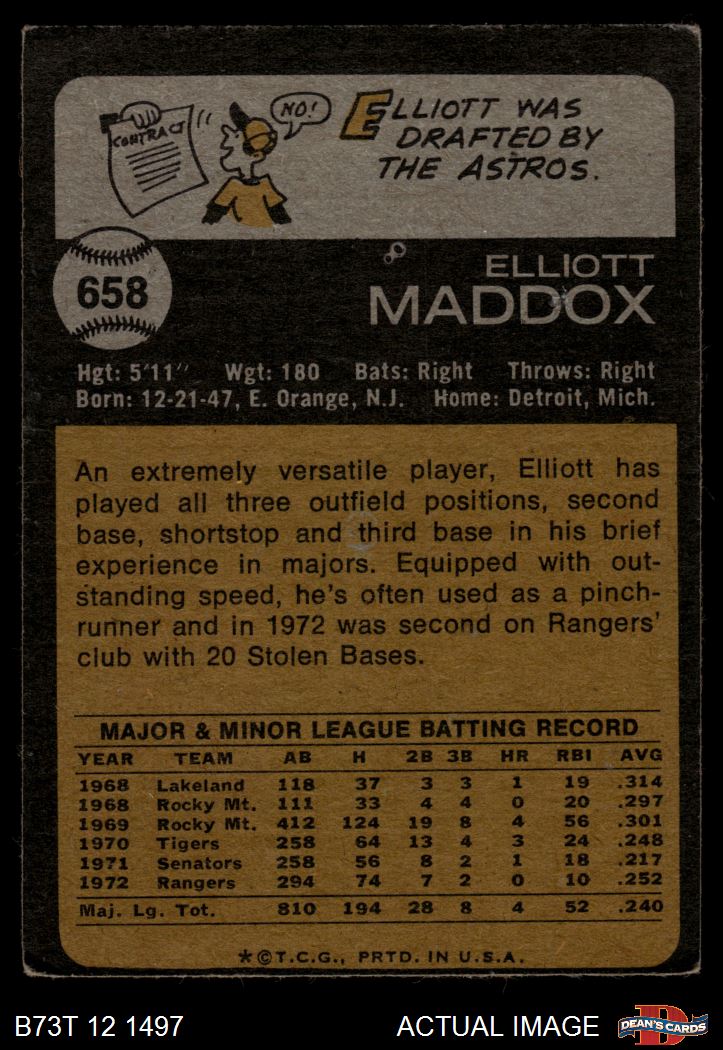 CONTRACT
NO!
ELLIOTT WAS
DRAFTED BY
THE ASTROS.
658
ELLIOTT
MADDOX
Hgt: 5'11" Wgt: 180 Bats: Right Throws: Right
Born: 12-21-47, E. Orange, N.J. Home: Detroit, Mich.
An extremely versatile player, Elliott has
played all three outfield positions, second
base, shortstop and third base in his brief
experience in majors. Equipped with out-
standing speed, he's often used as a pinch-
runner and in 1972 was second on Rangers'
club with 20 Stolen Bases.
MAJOR & MINOR LEAGUE BATTING RECORD
YEAR TEAM AB H 2B 3B HR RBI AVG
1968 Lakeland 118 37 3 3 1 19 .314
1968 Rocky Mt. 111 33 4 4 0 20 .297
1969 Rocky Mt. 412 124 19 8 4 56 .301
1970 Tigers 258 64 13 4 3 24 .248
1971 Senators 258 56 8 2 1 18 .217
1972 Rangers 294 74 7 2 0 10 .252
Maj. Lg. Tot. 810 194 28 8 4 52 .240
*©T.C.G., PRTD. IN U.S.A.
B73T 12 1497 ACTUAL IMAGE
DEAN'S CARDS